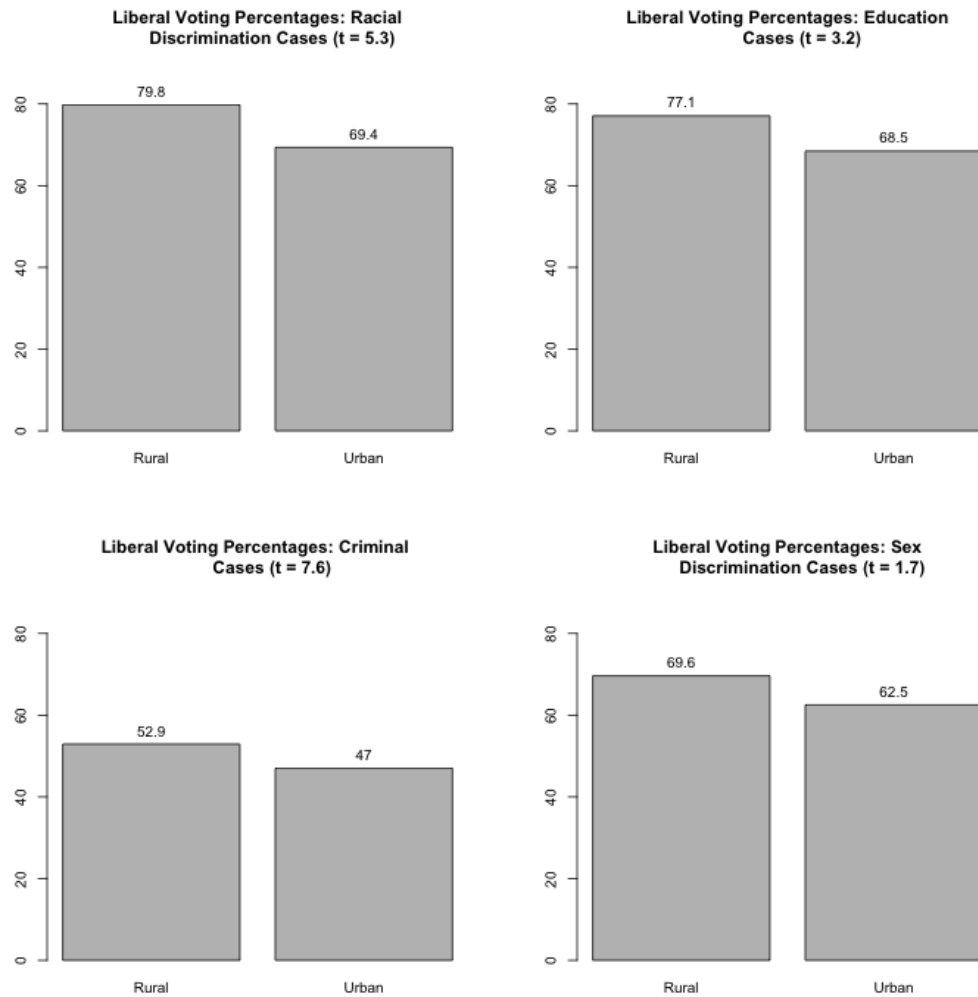 Liberal Voting Percentages: Racial
Discrimination Cases (t = 5.3)
79.8
69.4
80
60
40
20
0
Rural
Urban
Liberal Voting Percentages: Education
Cases (t = 3.2)
77.1
68.5
80
60
40
20
0
Rural
Urban
Liberal Voting Percentages: Criminal
Cases (t = 7.6)
52.9
47
80
60
40
20
0
Rural
Urban
Liberal Voting Percentages: Sex
Discrimination Cases (t = 1.7)
69.6
62.5
80
60
40
20
0
Rural
Urban